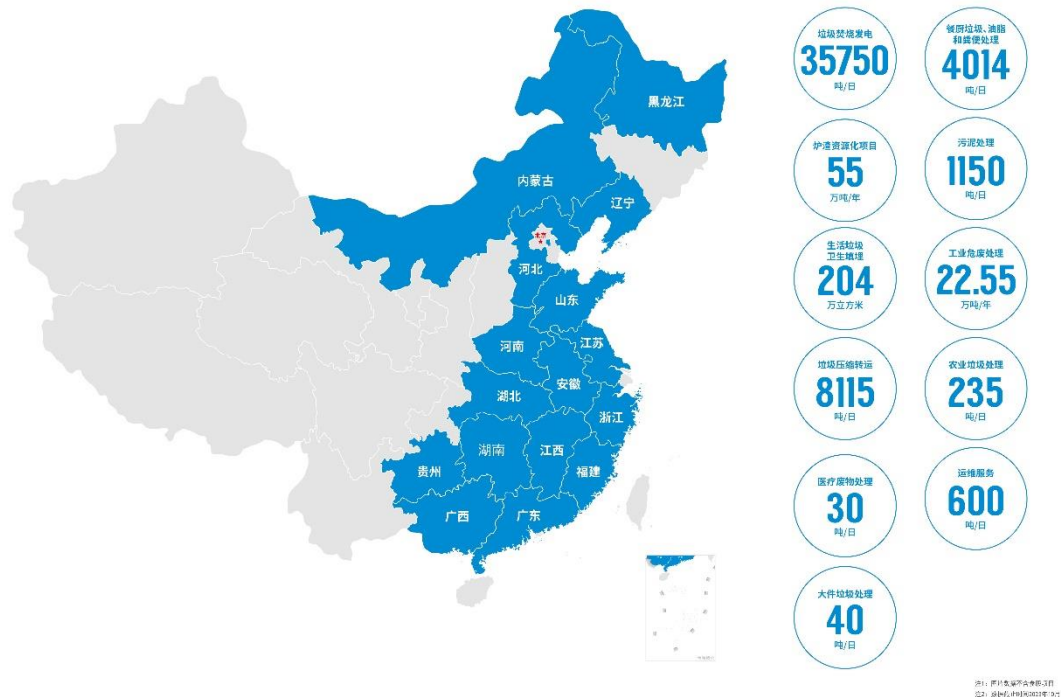 黑龙江
内蒙古
辽宁
北京
河北
山东
河南
江苏
安徽
湖北
浙江
湖南
江西
贵州
福建
广西
广东
垃圾焚烧发电
35750
吨/日
餐厨垃圾、油脂
和粪便处理
4014
吨/日
炉渣资源化项目
55
万吨/年
污泥处理
1150
吨/日
生活垃圾
卫生填埋
204
万立方米
工业危废处理
22.55
万吨/年
垃圾压缩转运
8115
吨/日
农业垃圾处理
235
吨/日
医疗废物处理
30
吨/日
运维服务
600
吨/日
大件垃圾处理
40
吨/日